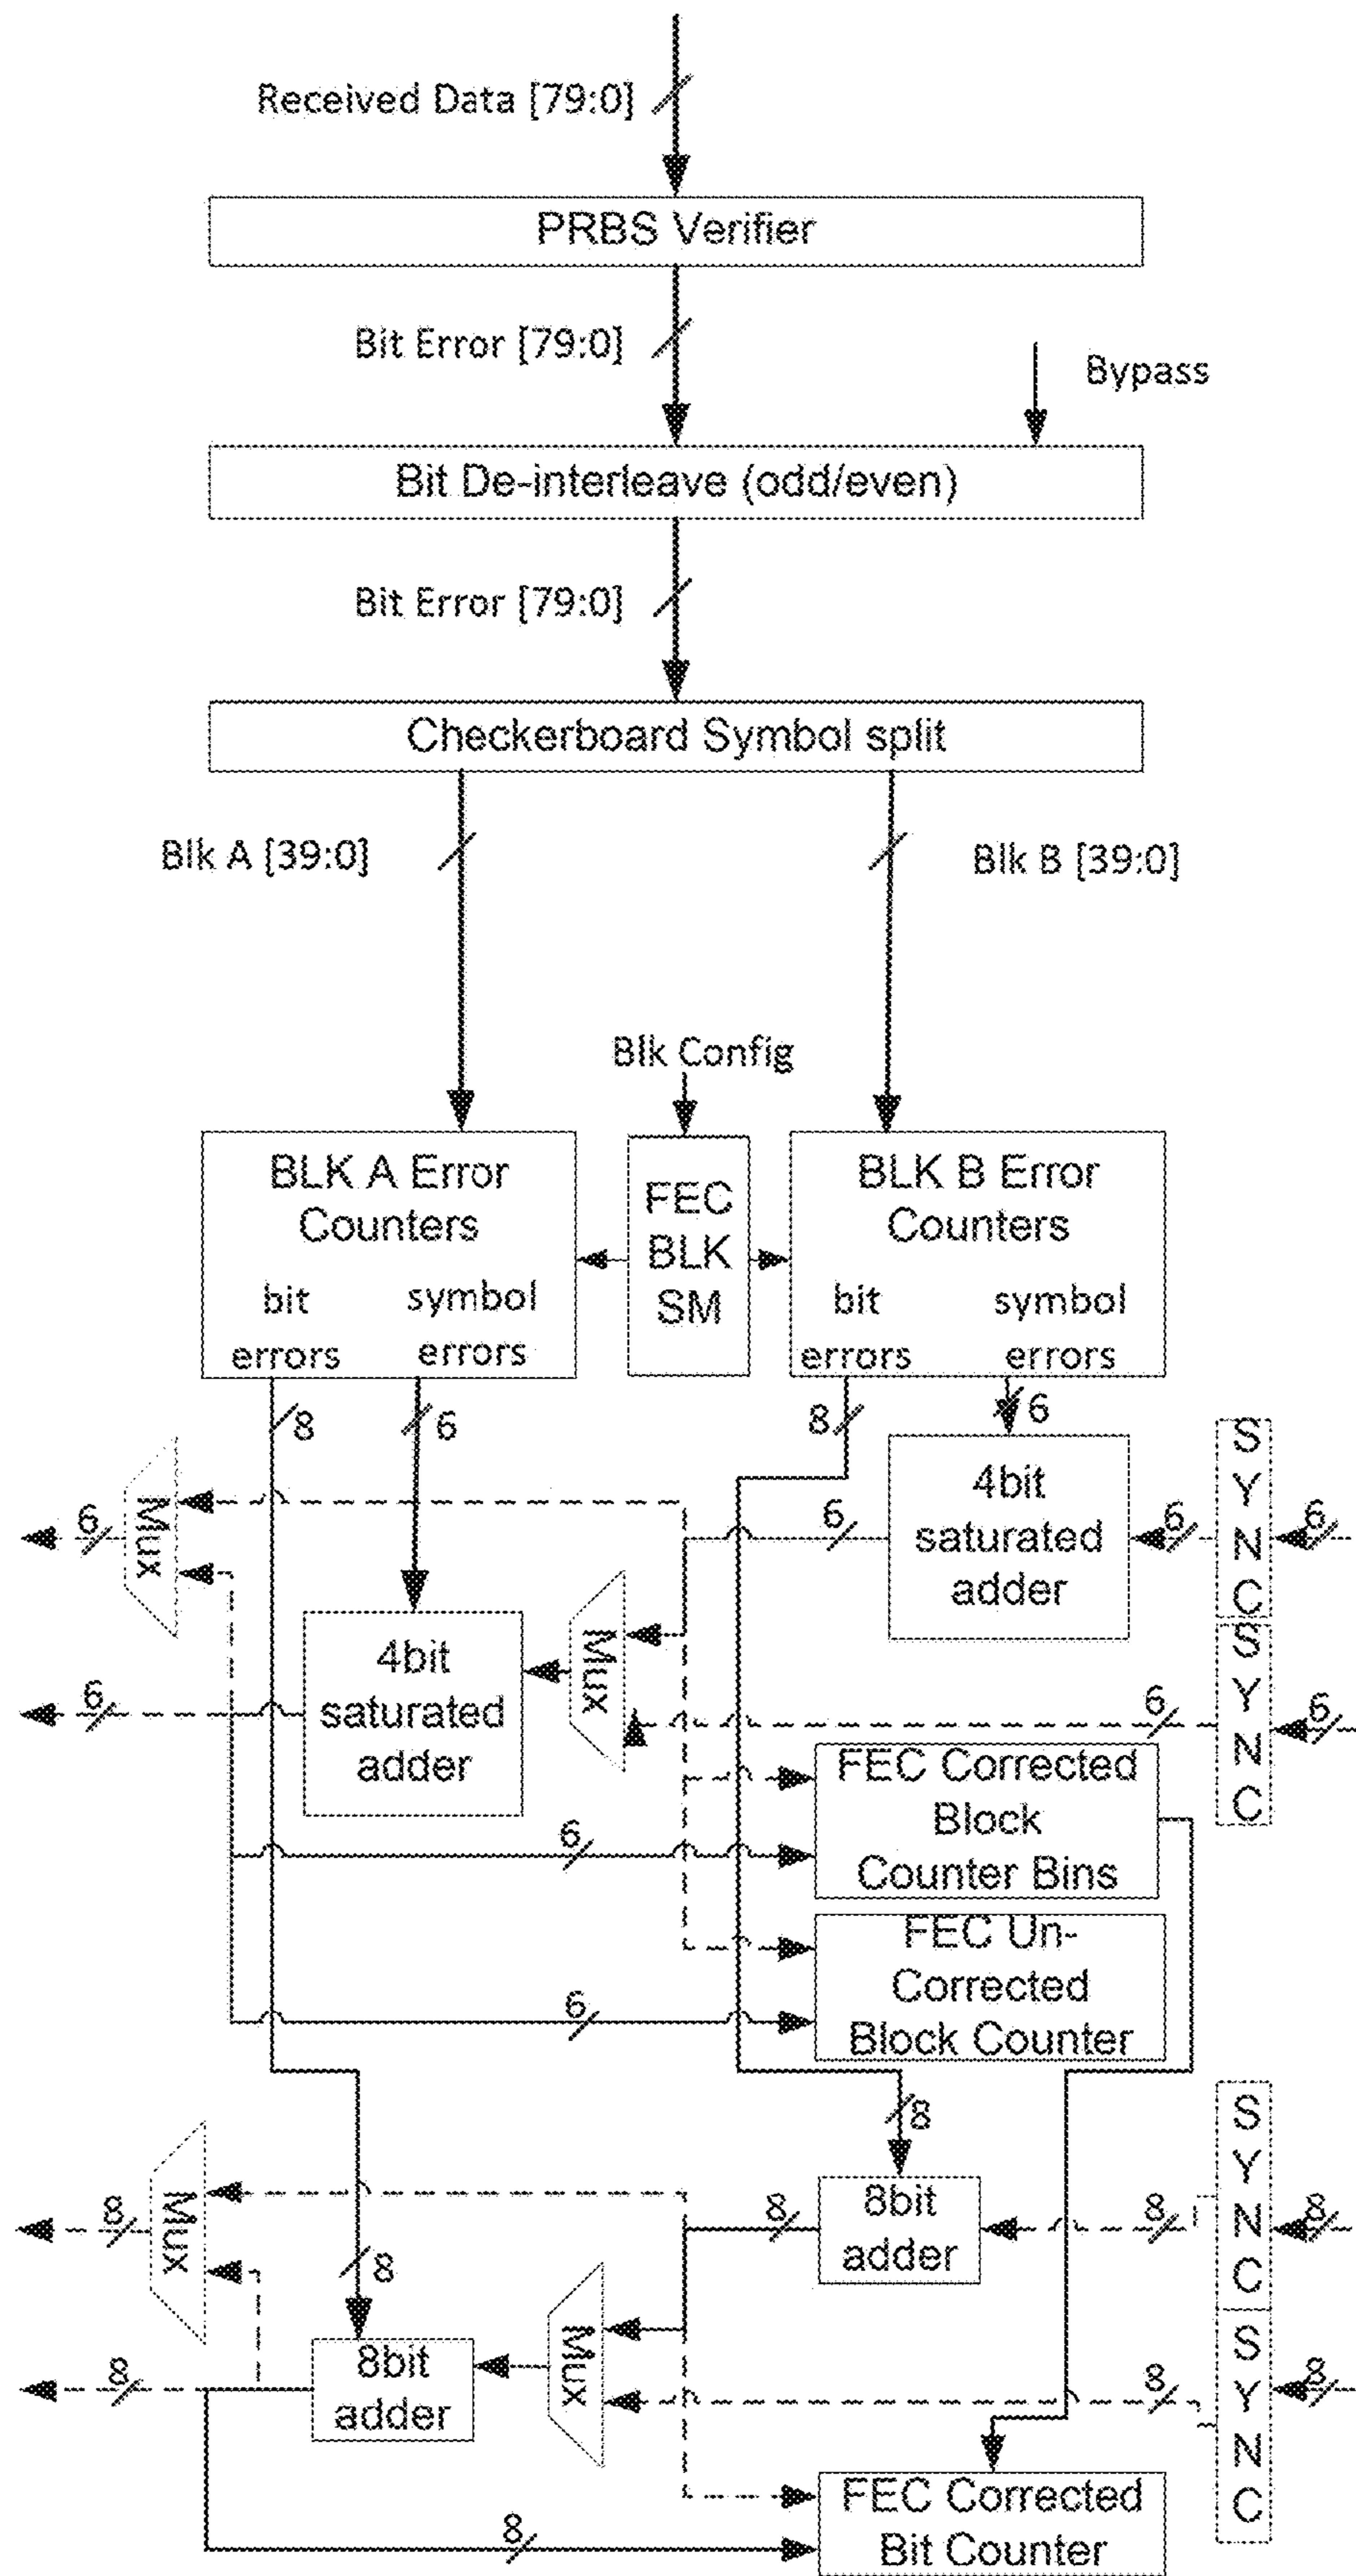 Received Data [79:0]
PRBS Verifier
Bit Error [79:0]
Bypass
Bit De-interleave (odd/even)
Bit Error [79:0]
Checkerboard Symbol split
Blk A [39:0]
Blk B [39:0]
Blk Config
BLK A Error
Counters
bit
errors
symbol
errors
FEC
BLK
SM
BLK B Error
Counters
bit
errors
symbol
errors
8
6
8
6
SYNC
Mux
6
6
4bit
saturated
adder
6
6
SYNC
4bit
saturated
adder
Mux
6
6
6
FEC Corrected
Block
Counter Bins
6
FEC Un-
Corrected
Block Counter
6
8
SYNC
Mux
8
8
8bit
adder
8
8
8
SYNC
8bit
adder
Mux
8
8
8
FEC Corrected
Bit Counter
8